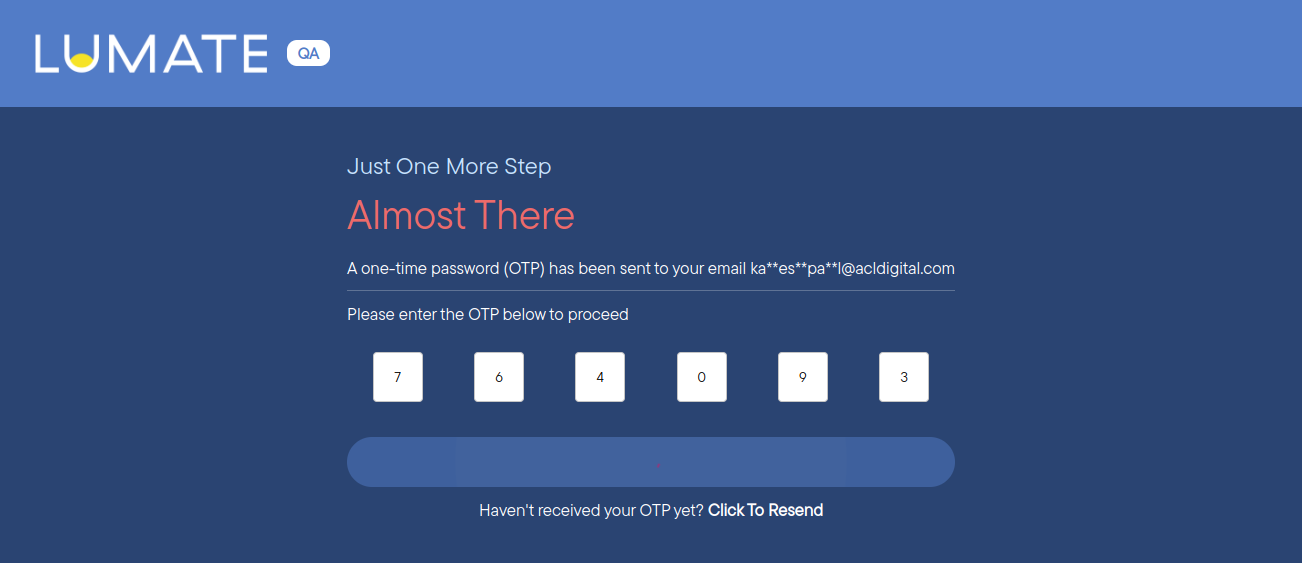 LUMATE QA
Just One More Step
Almost There
A one-time password (OTP) has been sent to your email ka**es**pa**l@acldigital.com
Please enter the OTP below to proceed
7 6 4 0 9 3
Haven't received your OTP yet? Click To Resend